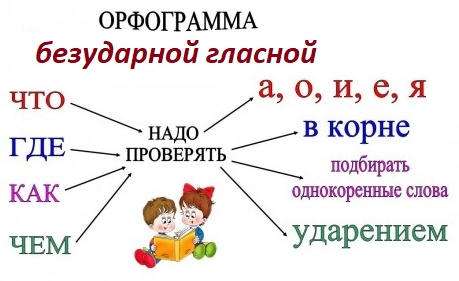 ОРФОГРАММА
безударной гласной
ЧТО
ГДЕ
КАК
ЧЕМ
НАДО
ПРОВЕРЯТЬ
а, о, и, е, я
в корне
подбирать
однокоренные слова
ударением